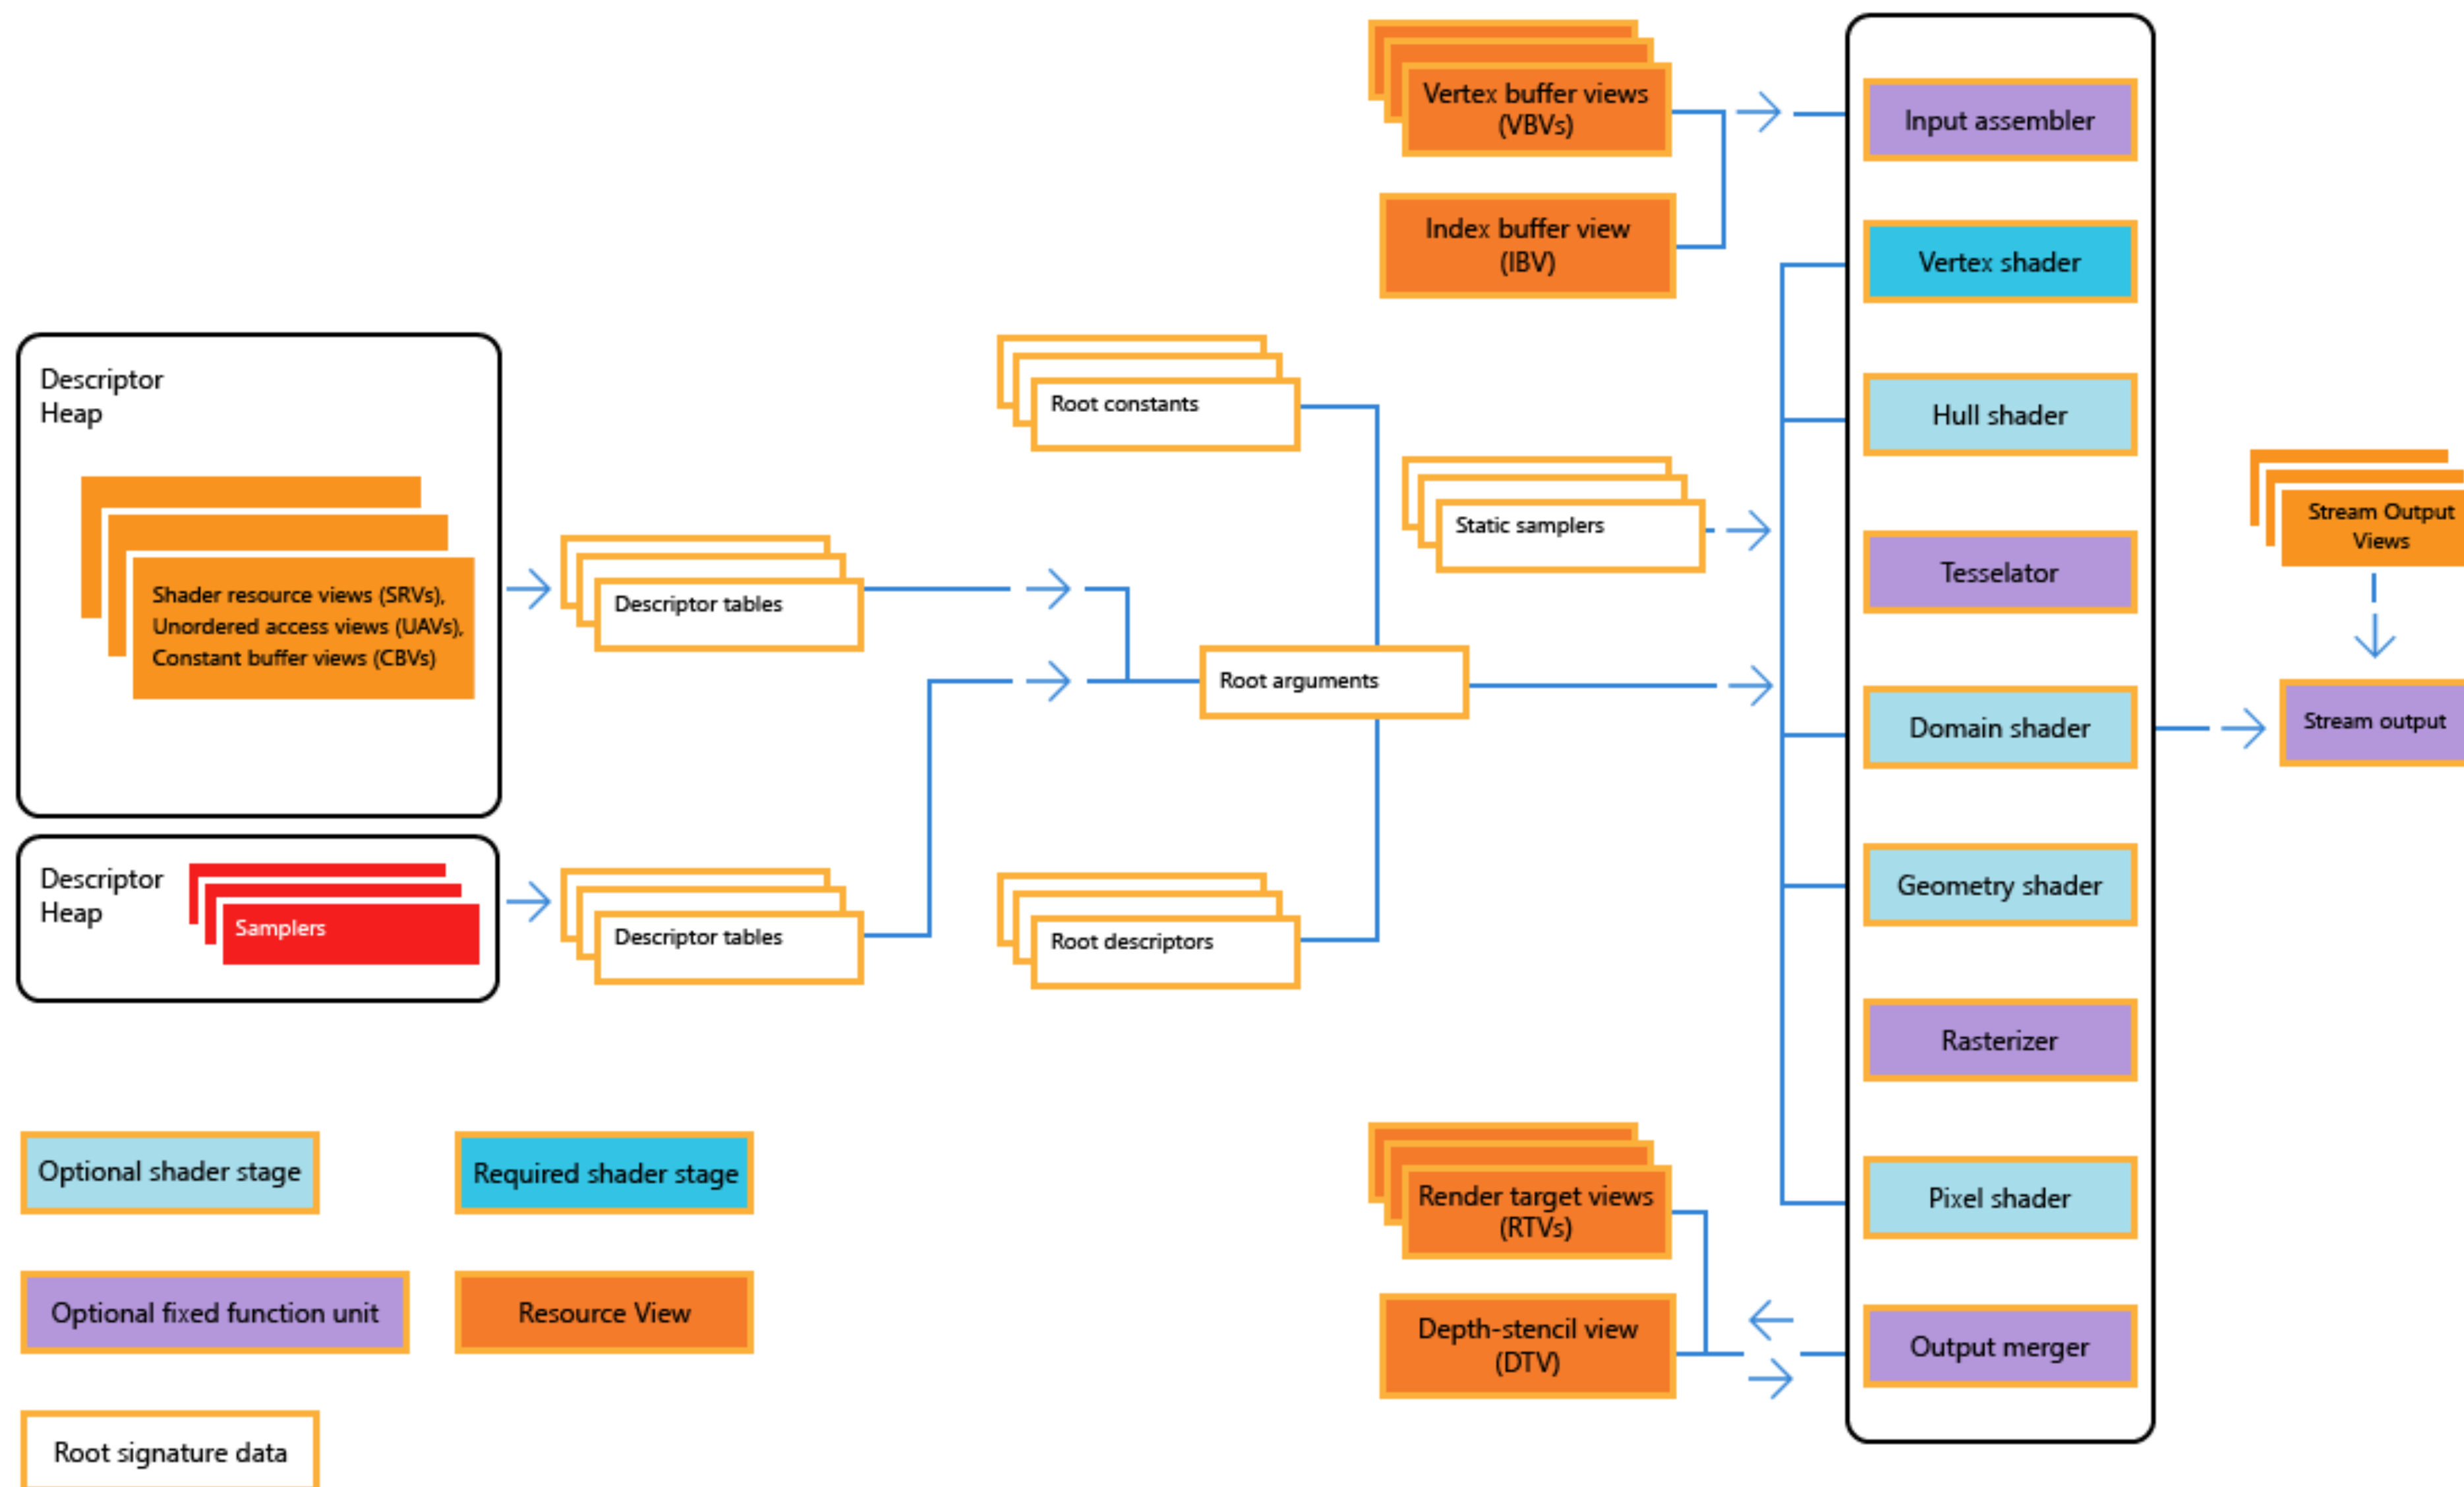 Vertex buffer views
(VBVs)
Input assembler
Index buffer view
(IBV)
Vertex shader
Descriptor
Heap
Root constants
Hull shader
Static samplers
Stream Output
Views
Shader resource views (SRVs),
Unordered access views (UAVs),
Constant buffer views (CBVs)
Descriptor tables
Tesselator
Root arguments
Domain shader
Stream output
Descriptor
Heap
Samplers
Descriptor tables
Root descriptors
Geometry shader
Rasterizer
Render target views
(RTVs)
Pixel shader
Depth-stencil view
(DTV)
Output merger
Optional shader stage
Required shader stage
Optional fixed function unit
Resource View
Root signature data